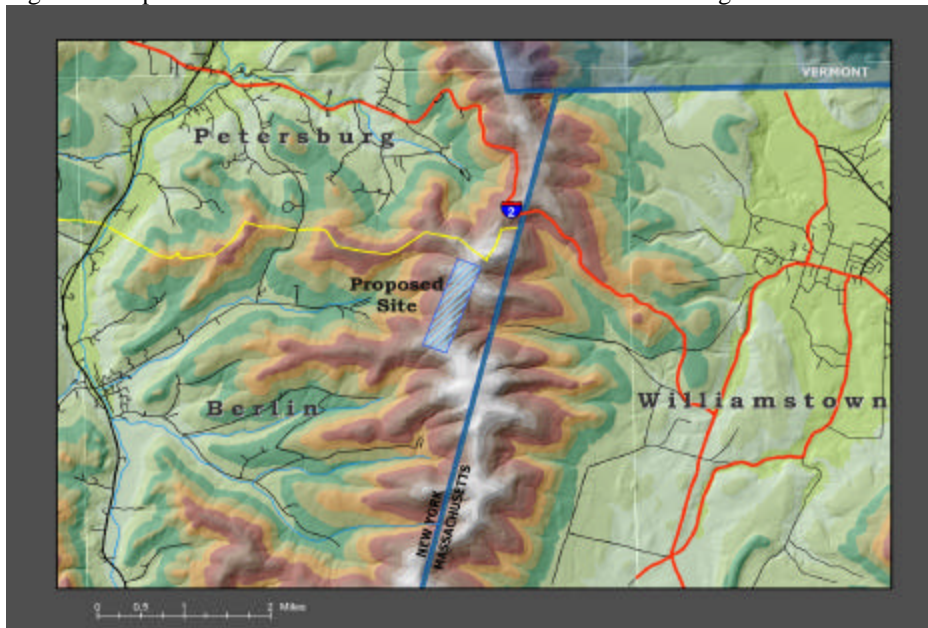 VERMONT
Petersburg
2
Proposed
Site
Williamstown
Berlin
NEW YORK
MASSACHUSETTS
0 0.5 1 2 Miles